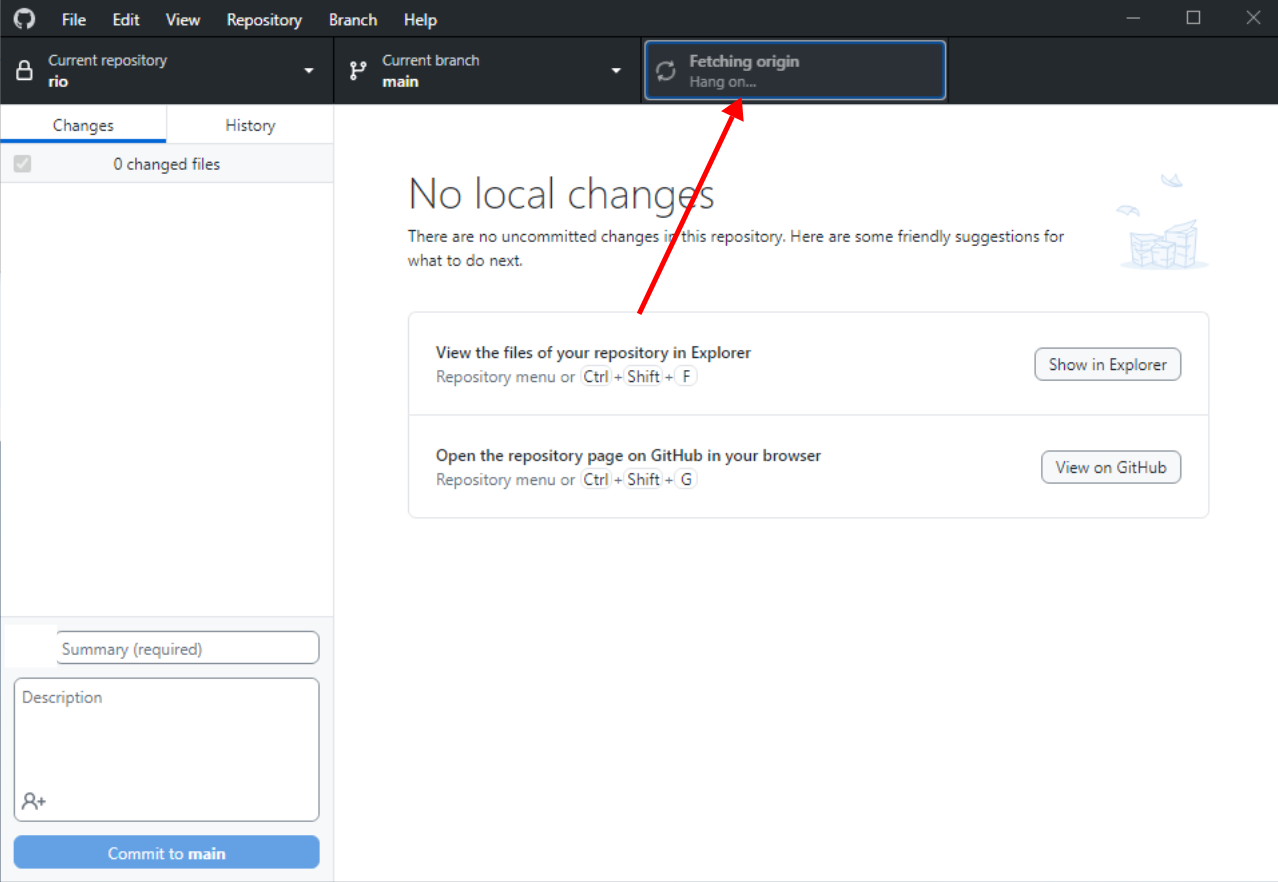 File Edit View Repository Branch Help
Current repository
rio
Current branch
main
Fetching origin
Hang on...
Changes History
0 changed files
No local changes
There are no uncommitted changes in this repository. Here are some friendly suggestions for
what to do next.
View the files of your repository in Explorer
Repository menu or Ctrl + Shift + F
Show in Explorer
Open the repository page on GitHub in your browser
Repository menu or Ctrl + Shift + G
View on GitHub
Summary (required)
Description
Commit to main